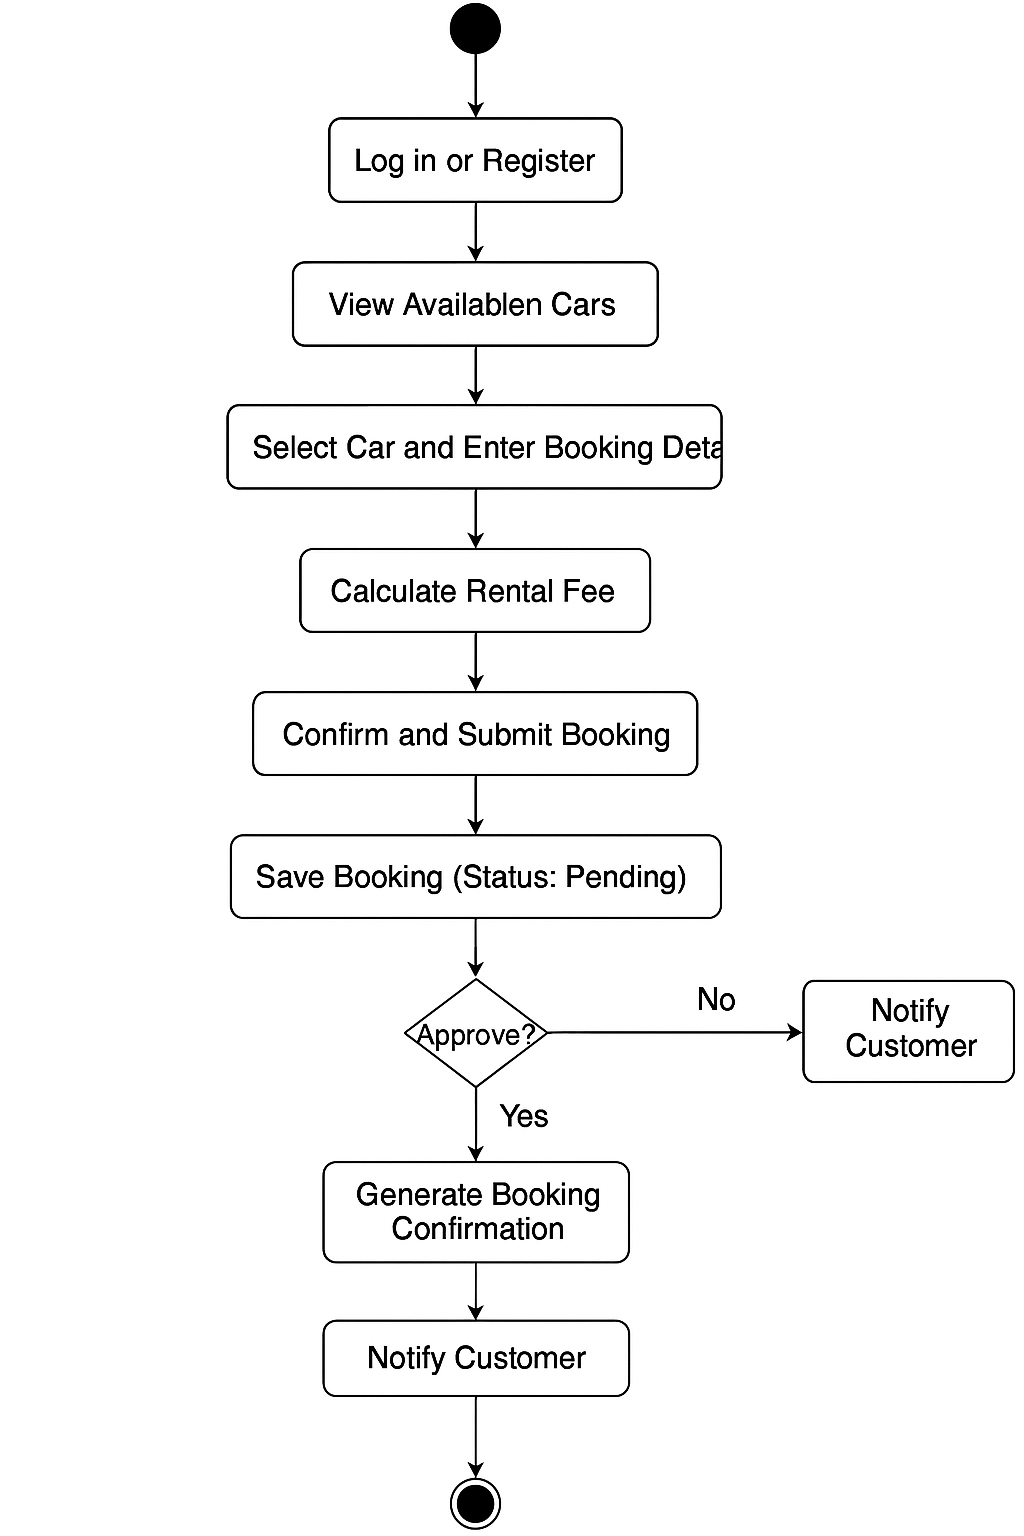 Log in or Register
View Availablen Cars
Select Car and Enter Booking Deta
Calculate Rental Fee
Confirm and Submit Booking
Save Booking (Status: Pending)
Approve?
No
Notify
Customer
Yes
Generate Booking
Confirmation
Notify Customer